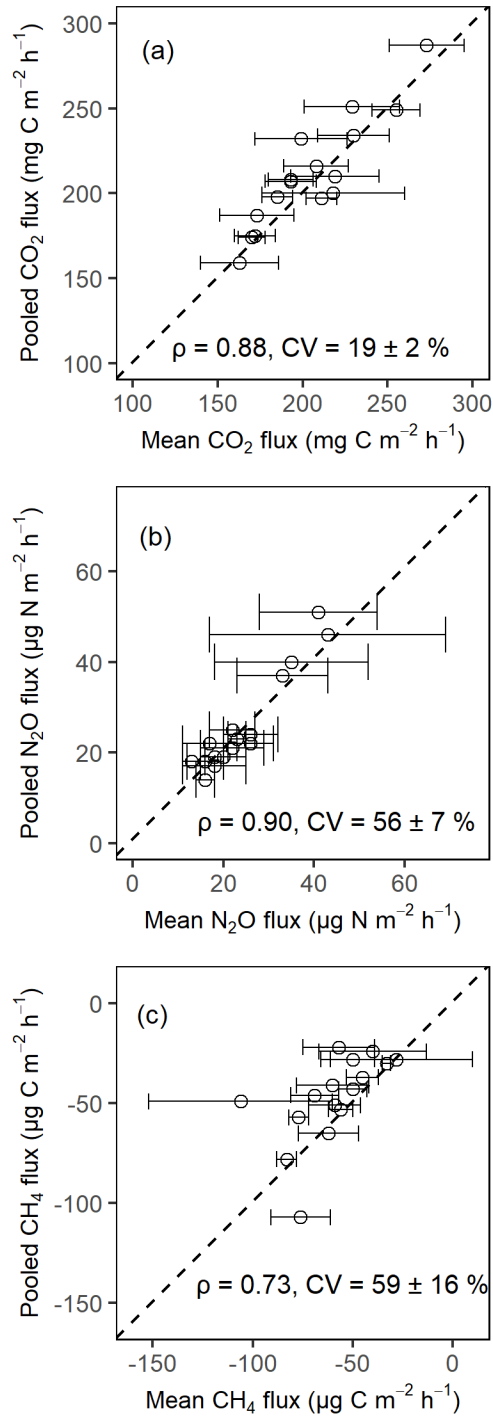 (a)
Pooled CO₂ flux (mg C m⁻² h⁻¹)
300
250
200
150
100
ρ = 0.88, CV = 19 ± 2 %
100 150 200 250 300
Mean CO₂ flux (mg C m⁻² h⁻¹)
(b)
Pooled N₂O flux (µg N m⁻² h⁻¹)
60
40
20
0
ρ = 0.90, CV = 56 ± 7 %
0 20 40 60
Mean N₂O flux (µg N m⁻² h⁻¹)
(c)
Pooled CH₄ flux (µg C m⁻² h⁻¹)
0
-50
-100
-150
ρ = 0.73, CV = 59 ± 16 %
-150 -100 -50 0
Mean CH₄ flux (µg C m⁻² h⁻¹)